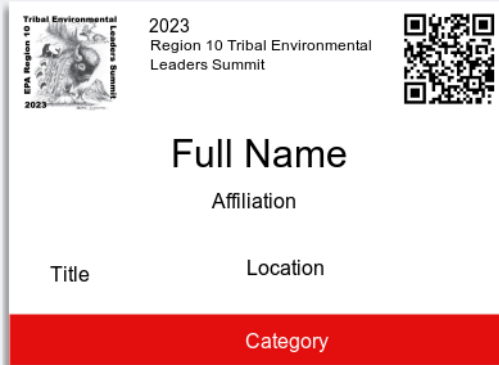 Tribal Environmental
Leaders Summit
EPA Region 10
2023
2023
Region 10 Tribal Environmental
Leaders Summit
Full Name
Affiliation
Title
Location
Category